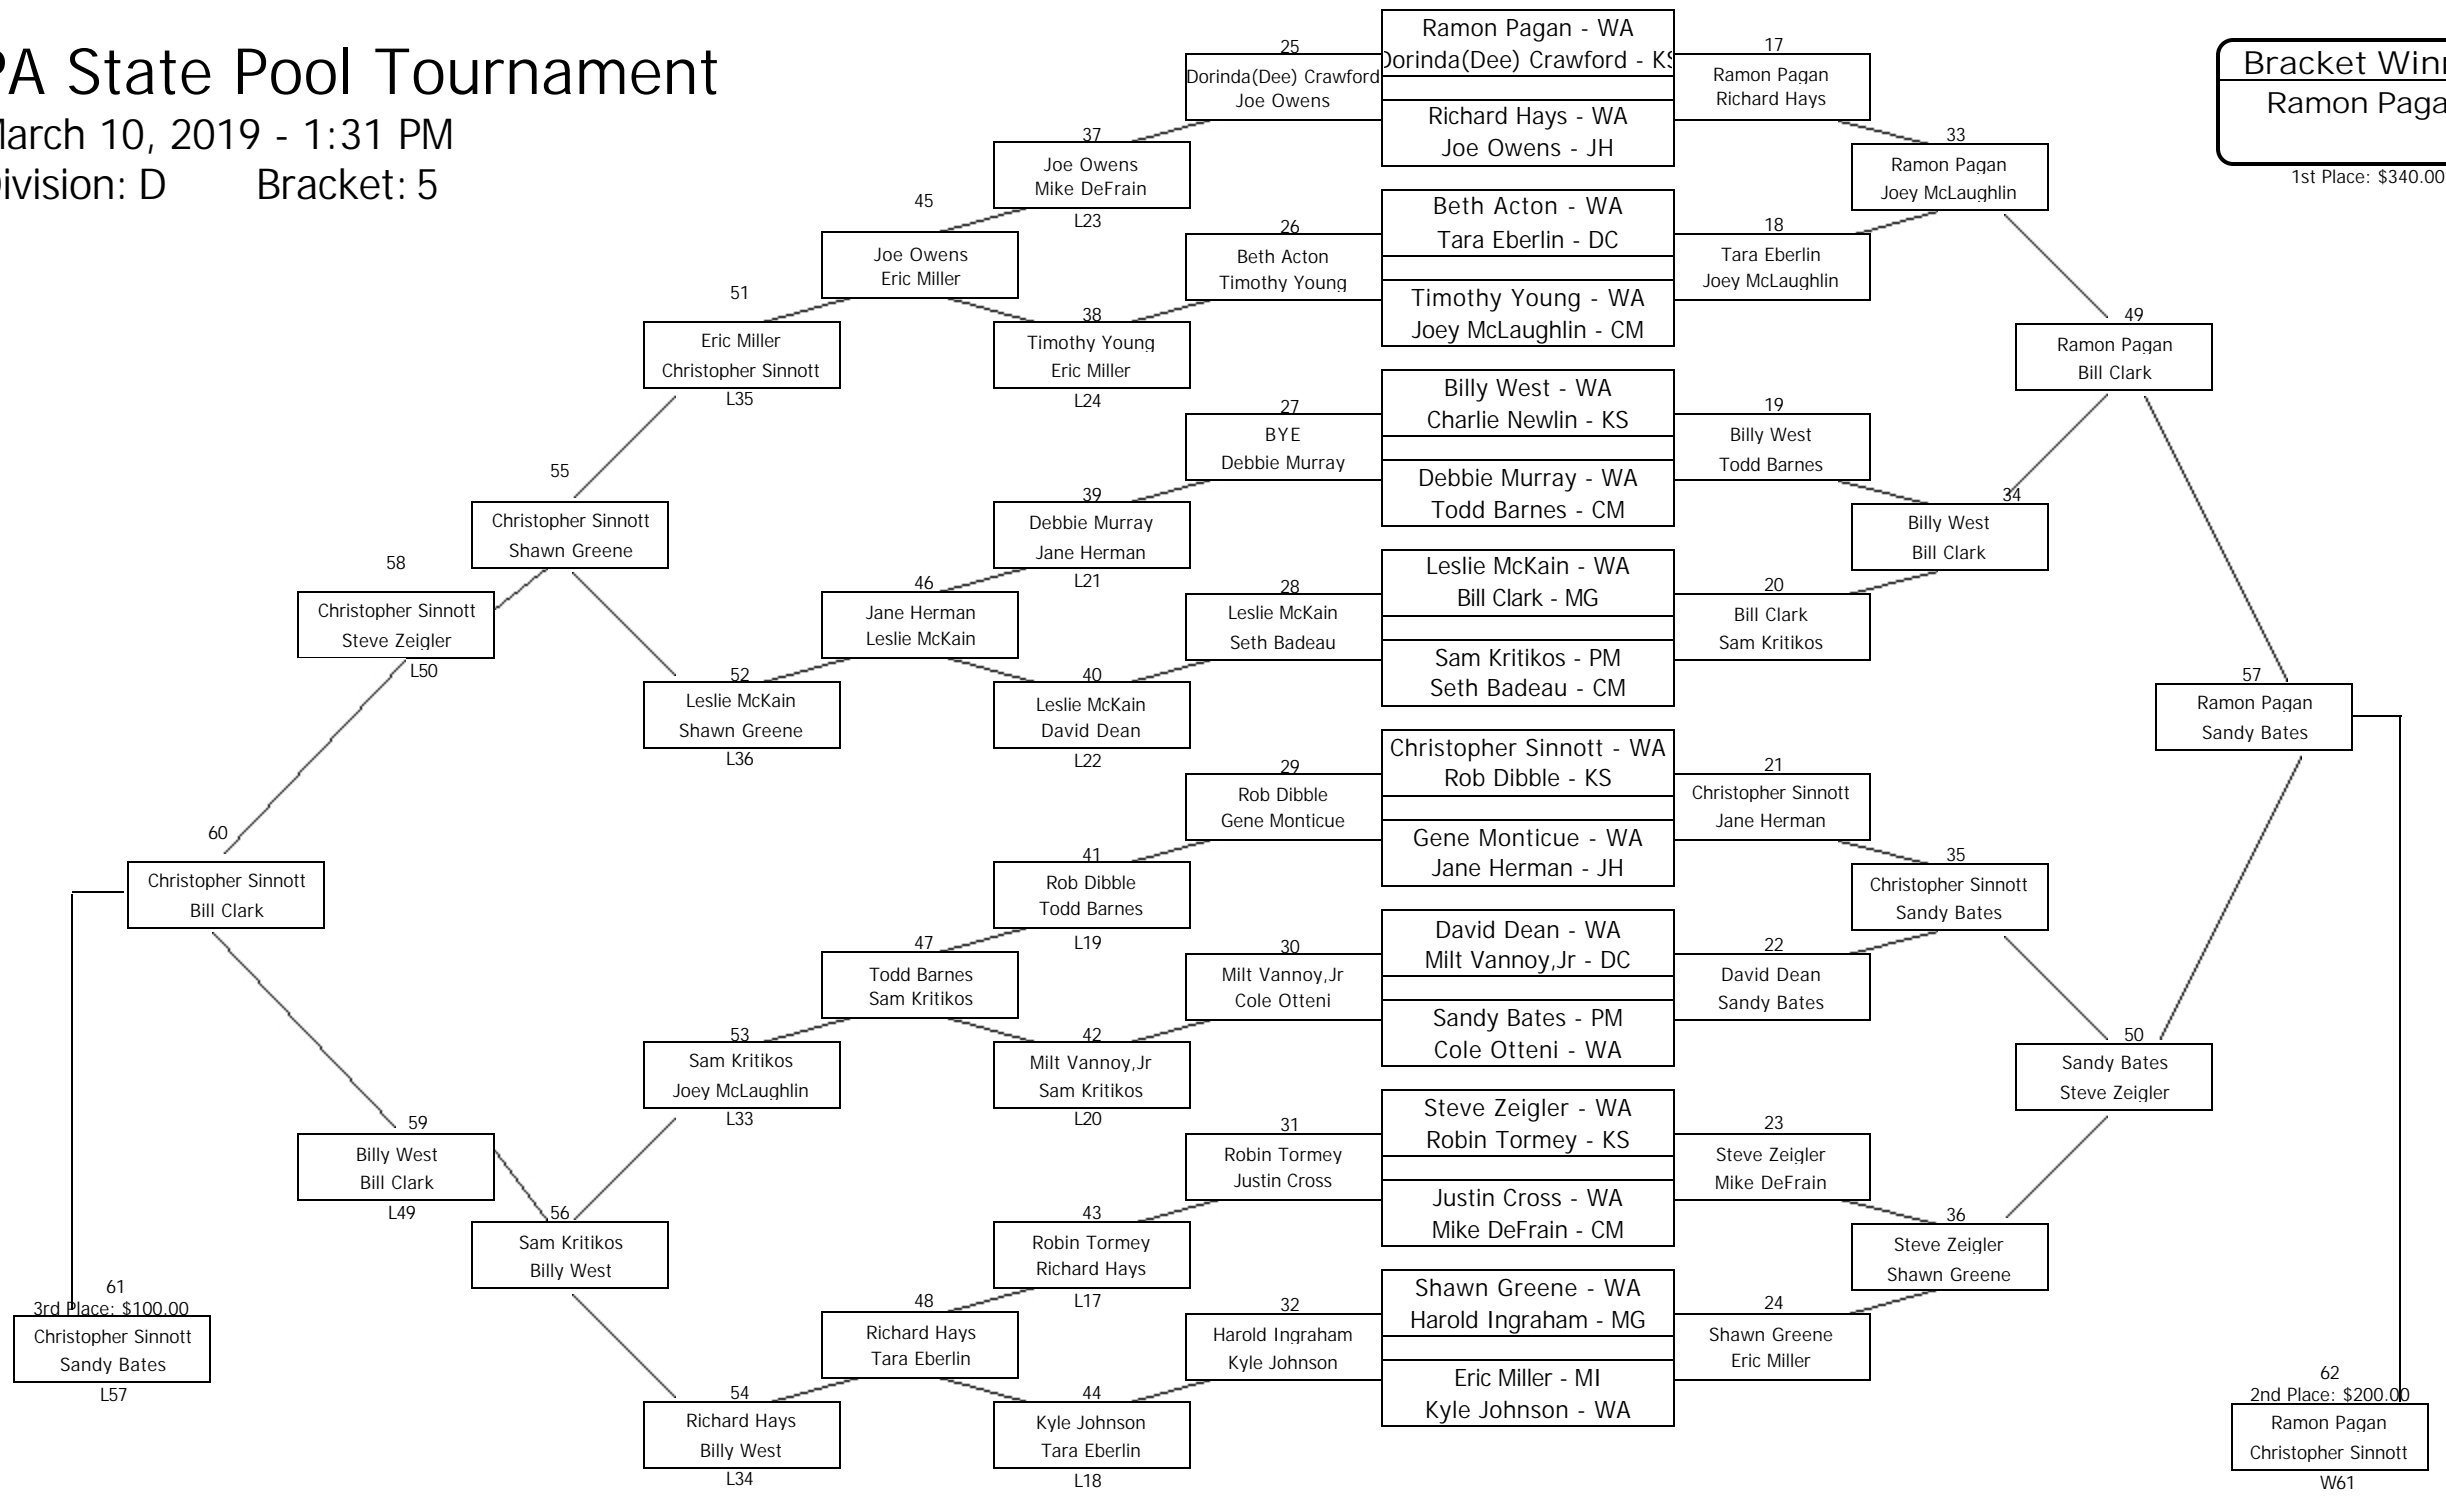 PA State Pool Tournament
March 10, 2019 - 1:31 PM
Division: D Bracket: 5
Bracket Winn
Ramon Paga
1st Place: $340.00
Ramon Pagan - WA
Dorinda(Dee) Crawford - KS
Richard Hays - WA
Joe Owens - JH
Beth Acton - WA
Tara Eberlin - DC
Timothy Young - WA
Joey McLaughlin - CM
Billy West - WA
Charlie Newlin - KS
Debbie Murray - WA
Todd Barnes - CM
Leslie McKain - WA
Bill Clark - MG
Sam Kritikos - PM
Seth Badeau - CM
Christopher Sinnott - WA
Rob Dibble - KS
Gene Monticue - WA
Jane Herman - JH
David Dean - WA
Milt Vannoy,Jr - DC
Sandy Bates - PM
Cole Otteni - WA
Steve Zeigler - WA
Robin Tormey - KS
Justin Cross - WA
Mike DeFrain - CM
Shawn Greene - WA
Harold Ingraham - MG
Eric Miller - MI
Kyle Johnson - WA
17
Ramon Pagan
Richard Hays
18
Tara Eberlin
Joey McLaughlin
19
Billy West
Todd Barnes
20
Bill Clark
Sam Kritikos
21
Christopher Sinnott
Jane Herman
22
David Dean
Sandy Bates
23
Steve Zeigler
Mike DeFrain
24
Shawn Greene
Eric Miller
25
Dorinda(Dee) Crawford
Joe Owens
26
Beth Acton
Timothy Young
27
BYE
Debbie Murray
28
Leslie McKain
Seth Badeau
29
Rob Dibble
Gene Monticue
30
Milt Vannoy,Jr
Cole Otteni
31
Robin Tormey
Justin Cross
32
Harold Ingraham
Kyle Johnson
33
Ramon Pagan
Joey McLaughlin
34
Billy West
Bill Clark
35
Christopher Sinnott
Sandy Bates
36
Steve Zeigler
Shawn Greene
37
Joe Owens
Mike DeFrain
L23
38
Timothy Young
Eric Miller
L24
39
Debbie Murray
Jane Herman
L21
40
Leslie McKain
David Dean
L22
41
Rob Dibble
Todd Barnes
L19
42
Milt Vannoy,Jr
Sam Kritikos
L20
43
Robin Tormey
Richard Hays
L17
44
Kyle Johnson
Tara Eberlin
L18
45
Joe Owens
Eric Miller
46
Jane Herman
Leslie McKain
47
Todd Barnes
Sam Kritikos
48
Richard Hays
Tara Eberlin
49
Ramon Pagan
Bill Clark
50
Sandy Bates
Steve Zeigler
51
Eric Miller
Christopher Sinnott
L35
52
Leslie McKain
Shawn Greene
L36
53
Sam Kritikos
Joey McLaughlin
L33
54
Richard Hays
Billy West
L34
55
Christopher Sinnott
Shawn Greene
56
Sam Kritikos
Billy West
57
Ramon Pagan
Sandy Bates
58
Christopher Sinnott
Steve Zeigler
L50
59
Billy West
Bill Clark
L49
60
Christopher Sinnott
Bill Clark
61
3rd Place: $100.00
Christopher Sinnott
Sandy Bates
L57
62
2nd Place: $200.00
Ramon Pagan
Christopher Sinnott
W61